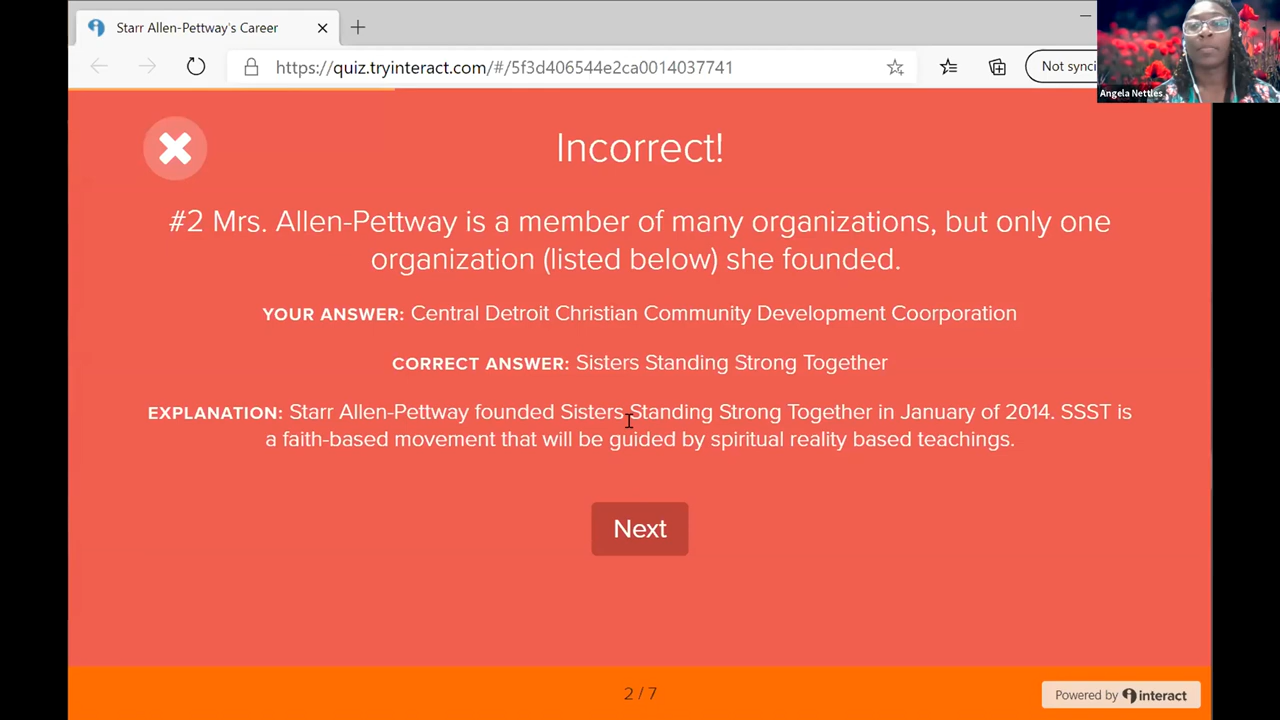 Starr Allen-Pettway's Career
https://quiz.tryinteract.com/#/5f3d406544e2ca0014037741
Not synci
Angela Nettles
Incorrect!
#2 Mrs. Allen-Pettway is a member of many organizations, but only one
organization (listed below) she founded.
YOUR ANSWER: Central Detroit Christian Community Development Coorporation
CORRECT ANSWER: Sisters Standing Strong Together
EXPLANATION: Starr Allen-Pettway founded Sisters Standing Strong Together in January of 2014. SSST is
a faith-based movement that will be guided by spiritual reality based teachings.
Next
2 / 7
Powered by interact